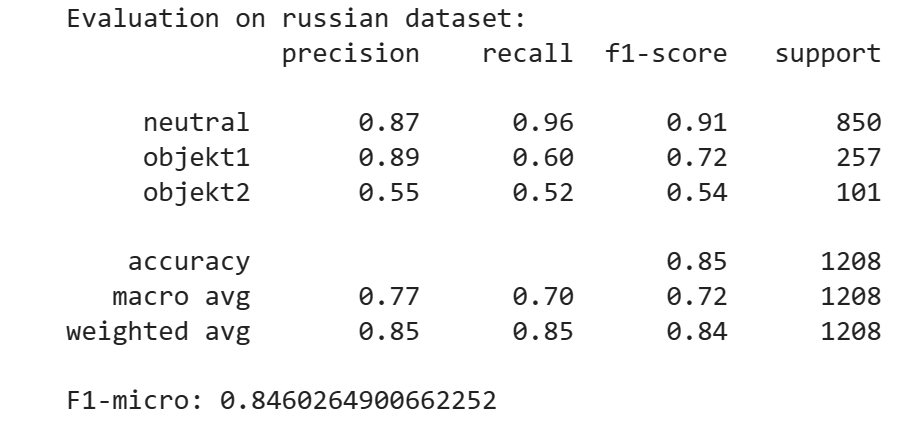 Evaluation on russian dataset:
precision recall f1-score support
neutral 0.87 0.96 0.91 850
objekt1 0.89 0.60 0.72 257
objekt2 0.55 0.52 0.54 101
accuracy 0.85 1208
macro avg 0.77 0.70 0.72 1208
weighted avg 0.85 0.85 0.84 1208
F1-micro: 0.8460264900662252